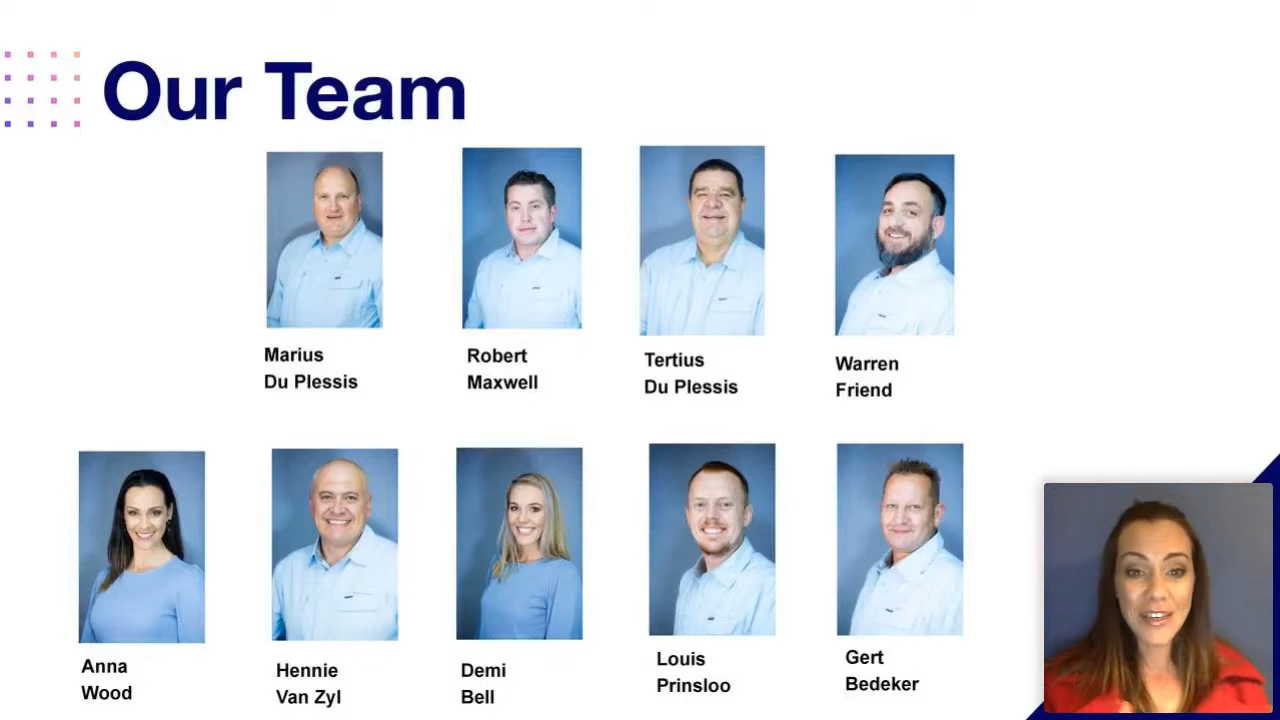 Our Team
Marius
Du Plessis
Robert
Maxwell
Tertius
Du Plessis
Warren
Friend
Anna
Wood
Hennie
Van Zyl
Demi
Bell
Louis
Prinsloo
Gert
Bedeker